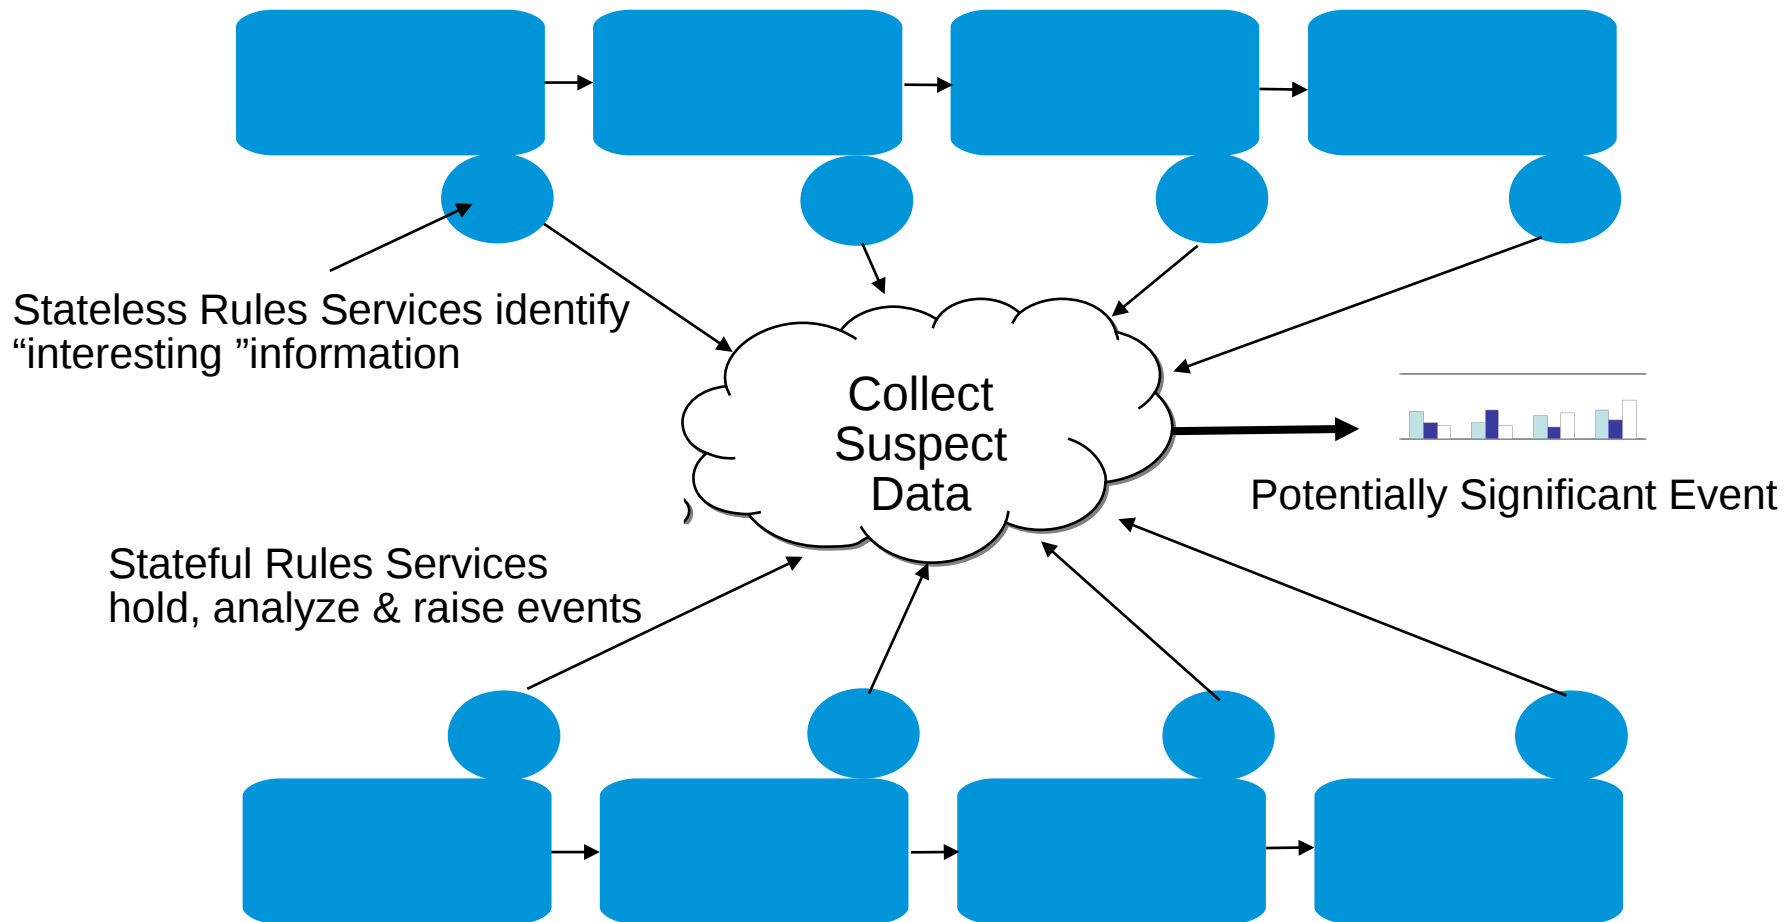 Stateless Rules Services identify
“interesting ”information
Collect
Suspect
Data
Potentially Significant Event
Stateful Rules Services
hold, analyze & raise events